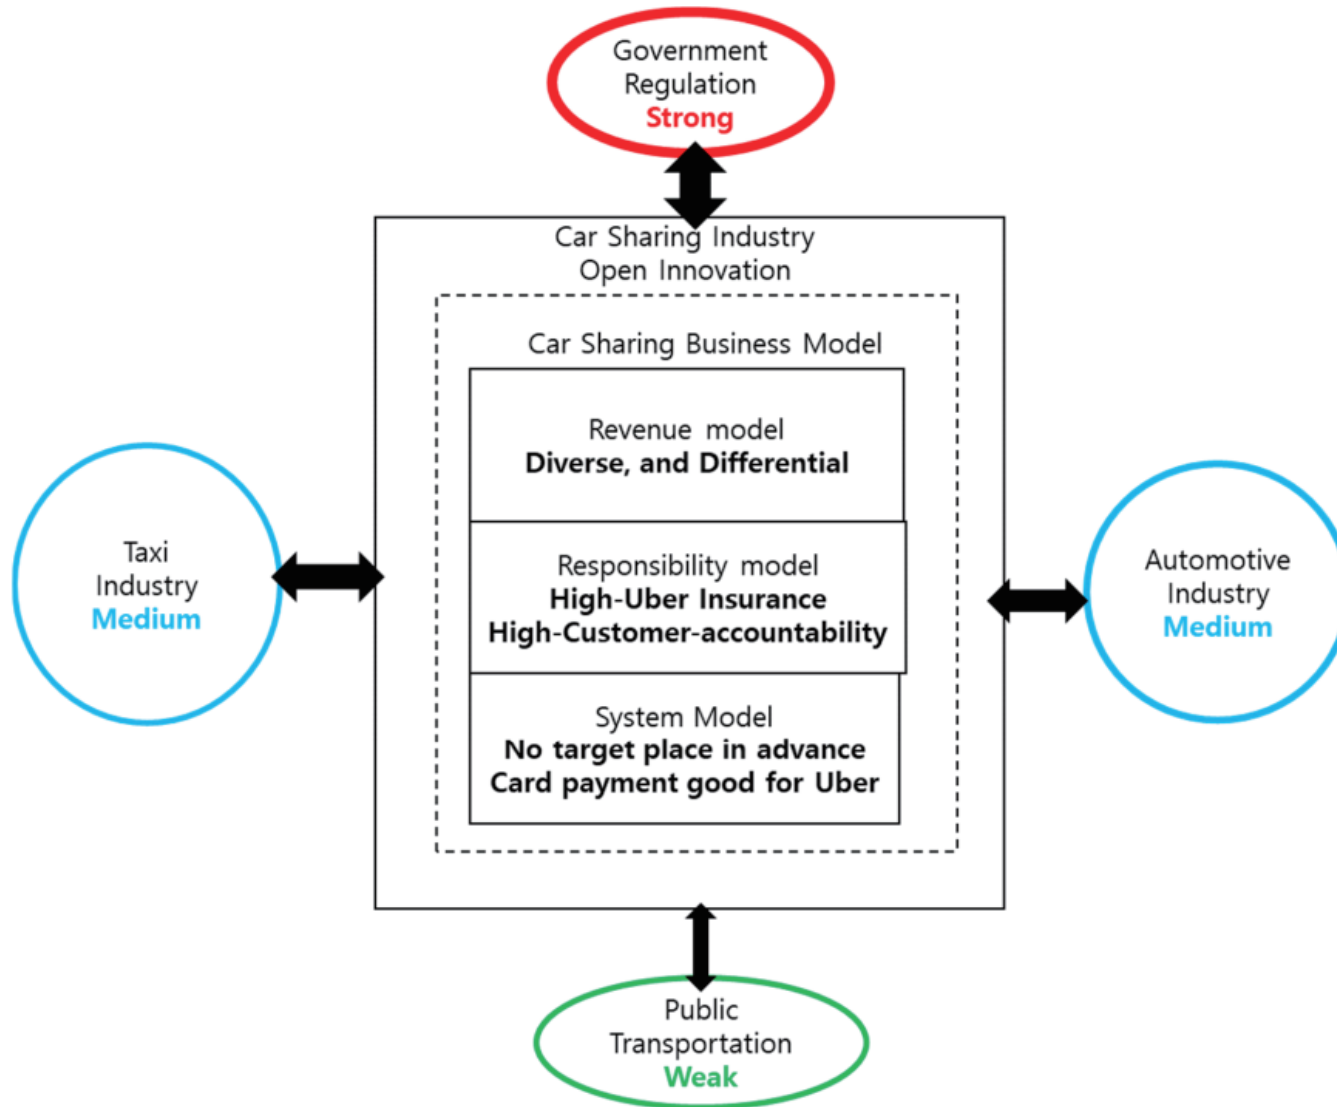 Government
Regulation
Strong
Car Sharing Industry
Open Innovation
Car Sharing Business Model
Revenue model
Diverse, and Differential
Responsibility model
High-Uber Insurance
High-Customer-accountability
System Model
No target place in advance
Card payment good for Uber
Taxi
Industry
Medium
Automotive
Industry
Medium
Public
Transportation
Weak